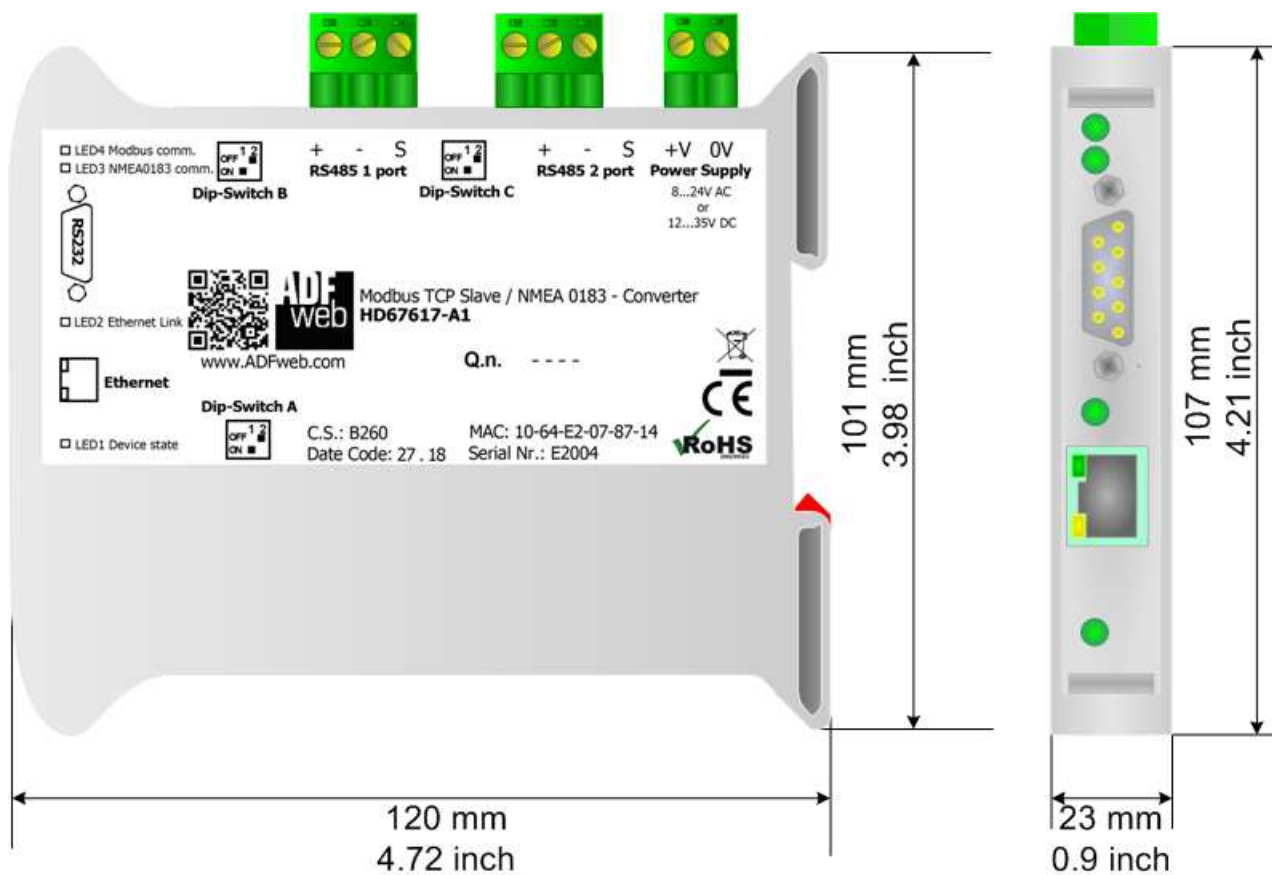 LED4 Modbus comm.
LED3 NMEA0183 comm.
OFF 1 2
ON
Dip-Switch B
+ - S
RS485 1 port
OFF 1 2
ON
Dip-Switch C
+ - S
RS485 2 port
+V 0V
Power Supply
8...24V AC
or
12...35V DC
RS232
ADF
web
Modbus TCP Slave / NMEA 0183 - Converter
HD67617-A1
LED2 Ethernet Link
www.ADFweb.com
Q.n. - - - -
Ethernet
CE
Dip-Switch A
OFF 1 2
ON
LED1 Device state
C.S.: B260
Date Code: 27 . 18
MAC: 10-64-E2-07-87-14
Serial Nr.: E2004
RoHS
101 mm
3.98 inch
107 mm
4.21 inch
120 mm
4.72 inch
23 mm
0.9 inch